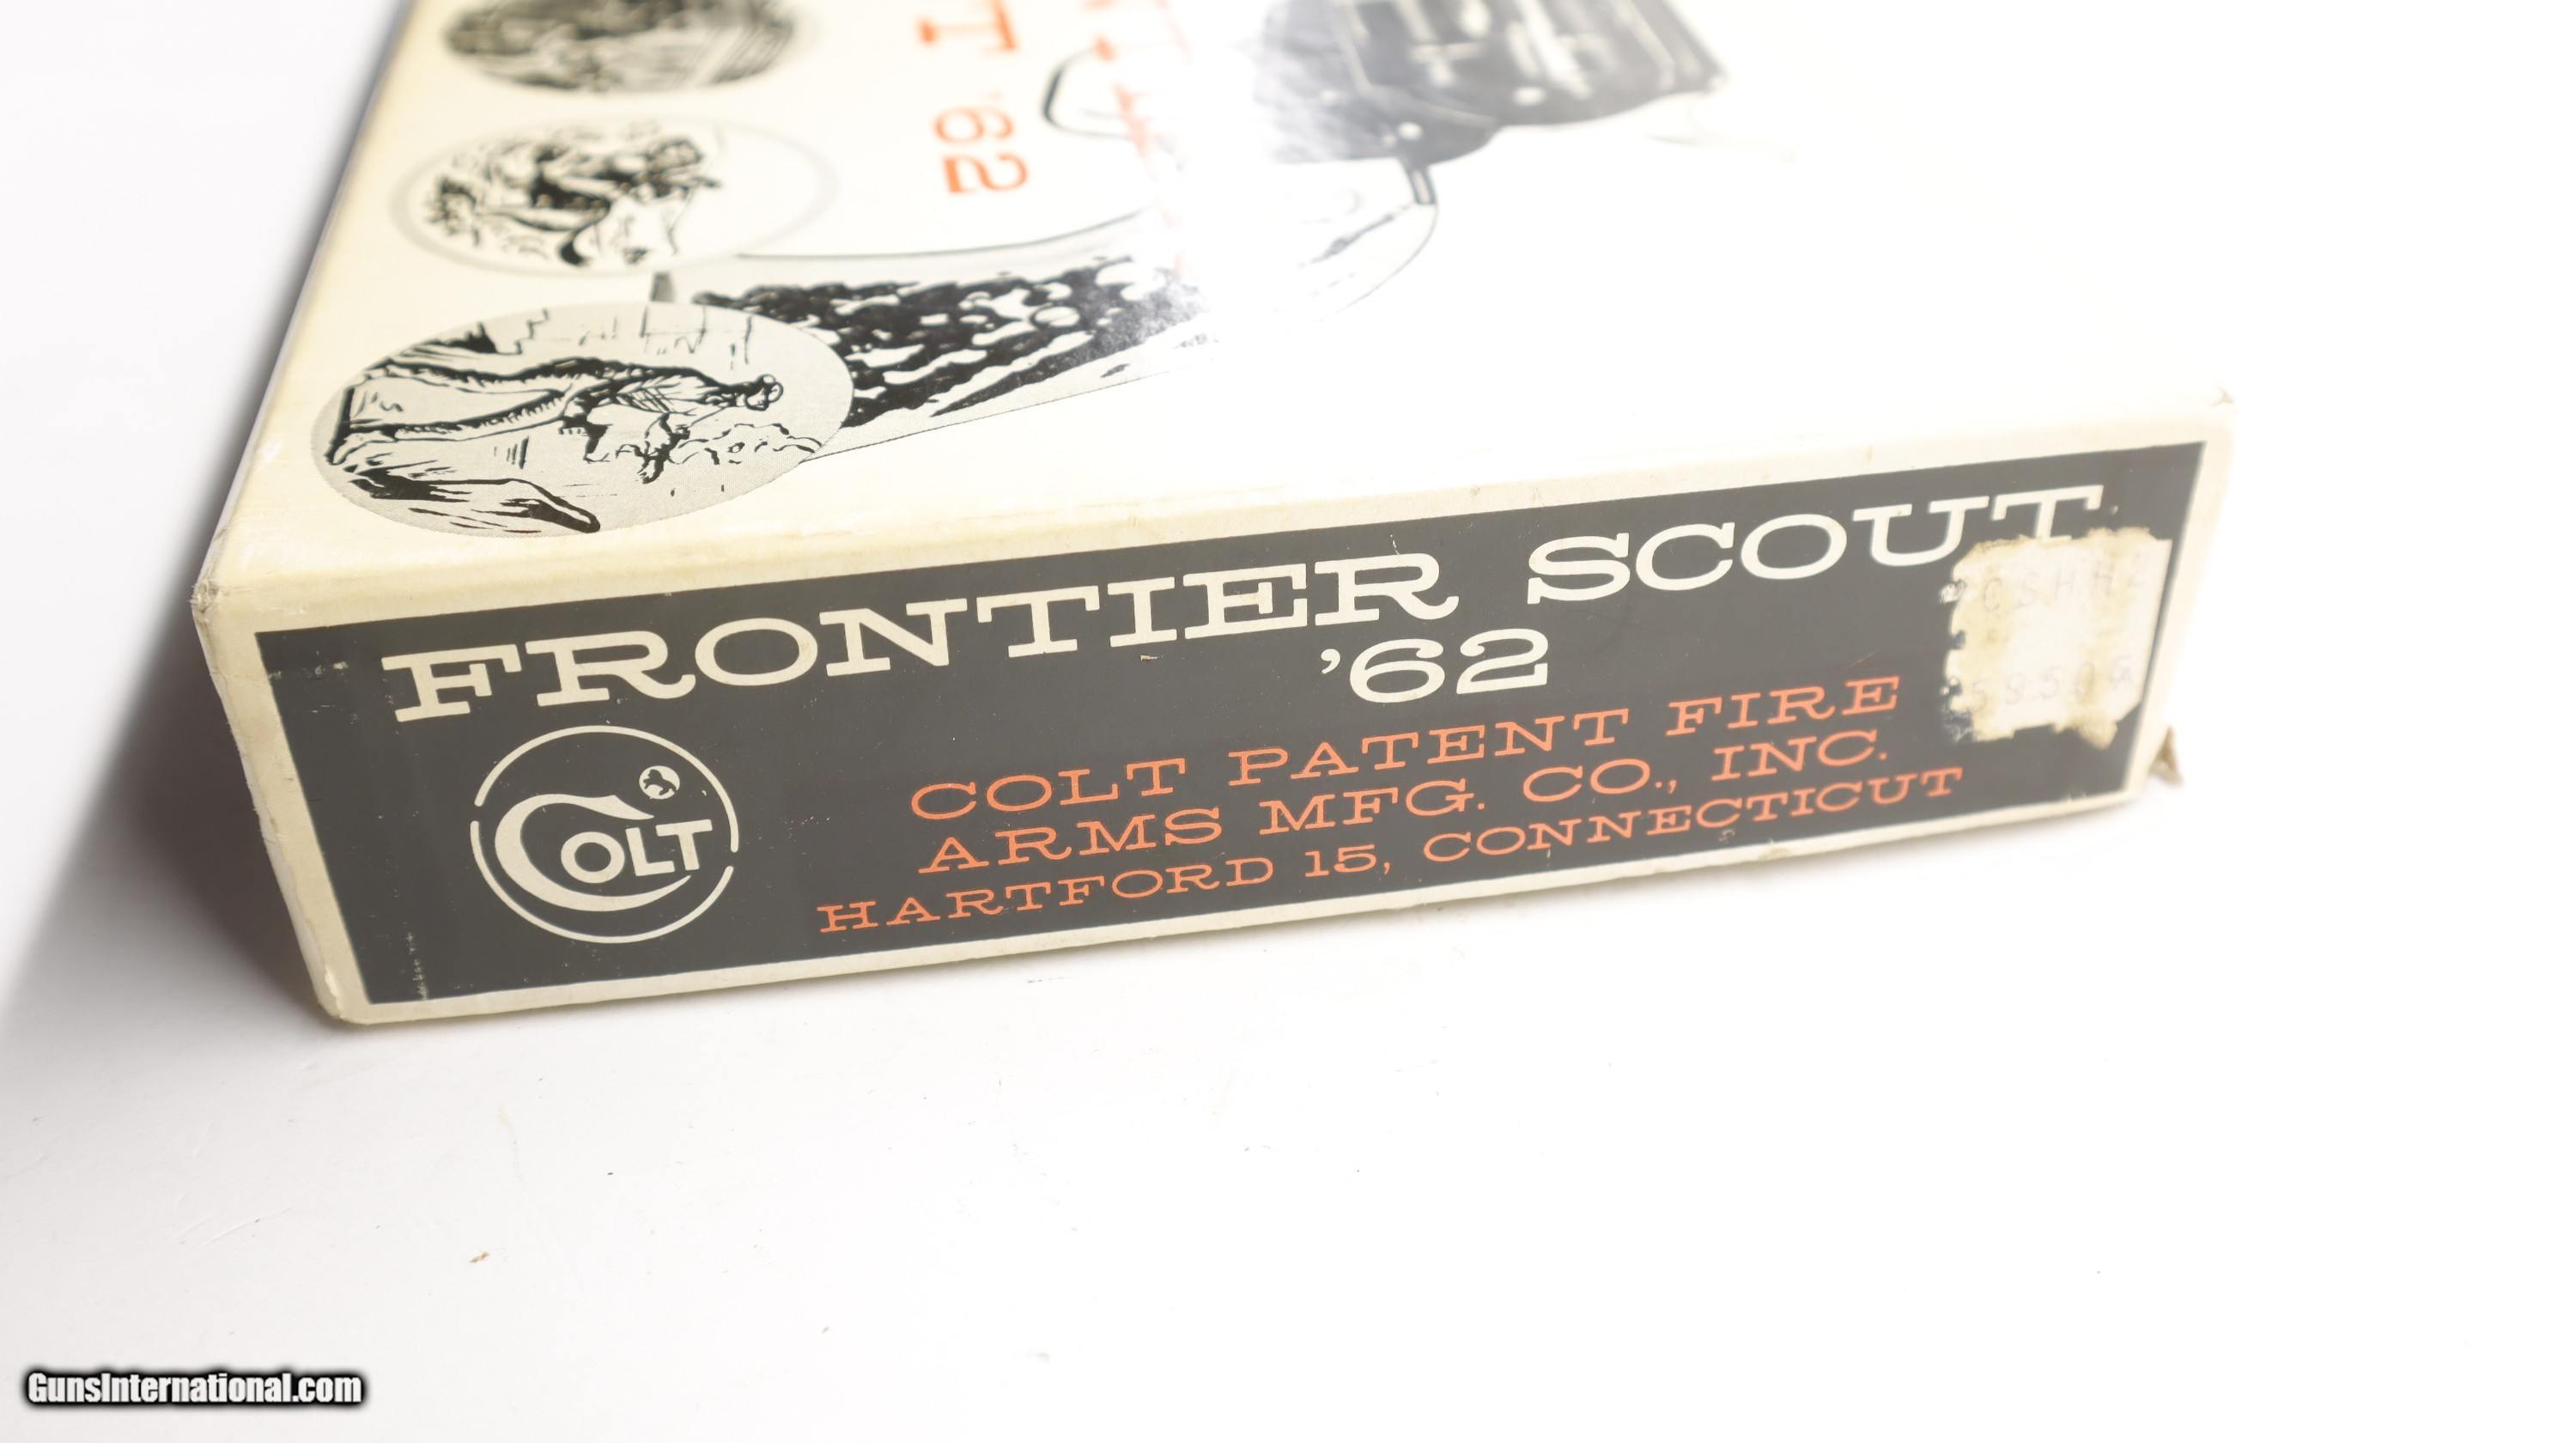 T '62
FRONTIER SCOUT
'62
COLT
COLT PATENT FIRE
ARMS MFG. CO., INC.
HARTFORD 15, CONNECTICUT
GunsInternational.com